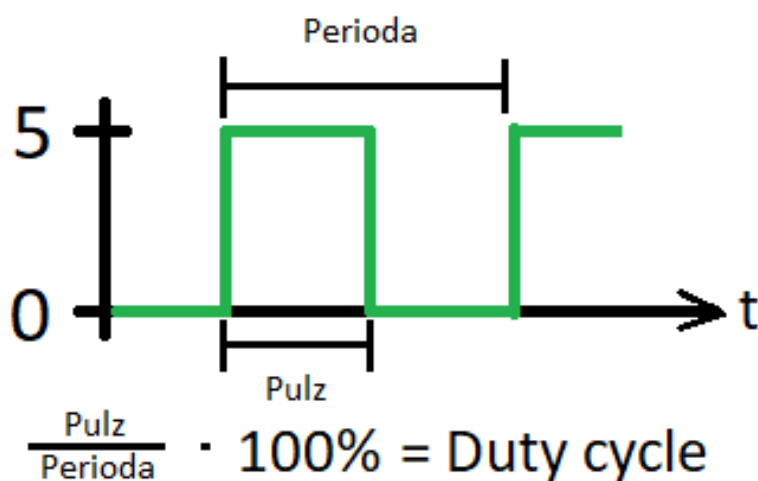 Perioda
5
0
t
Pulz
Pulz
Perioda
· 100% = Duty cycle